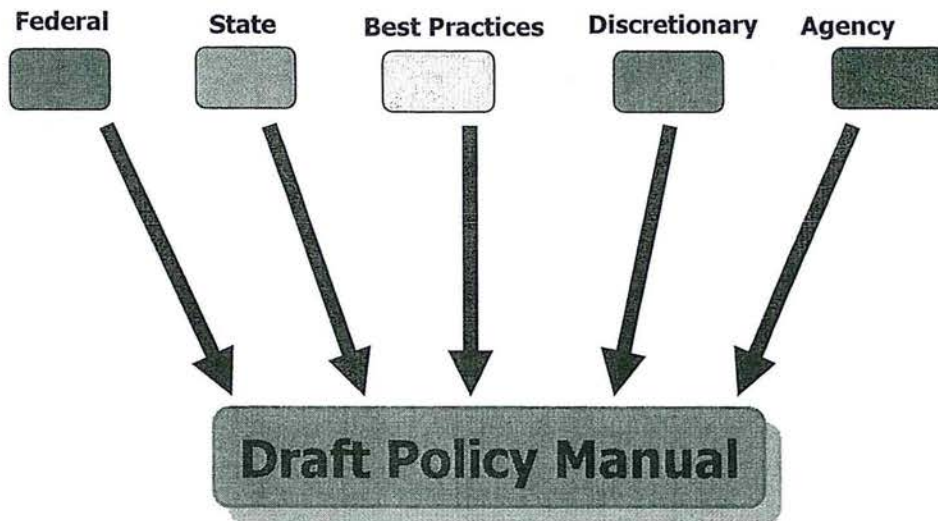 Federal
State
Best Practices
Discretionary
Agency
Draft Policy Manual